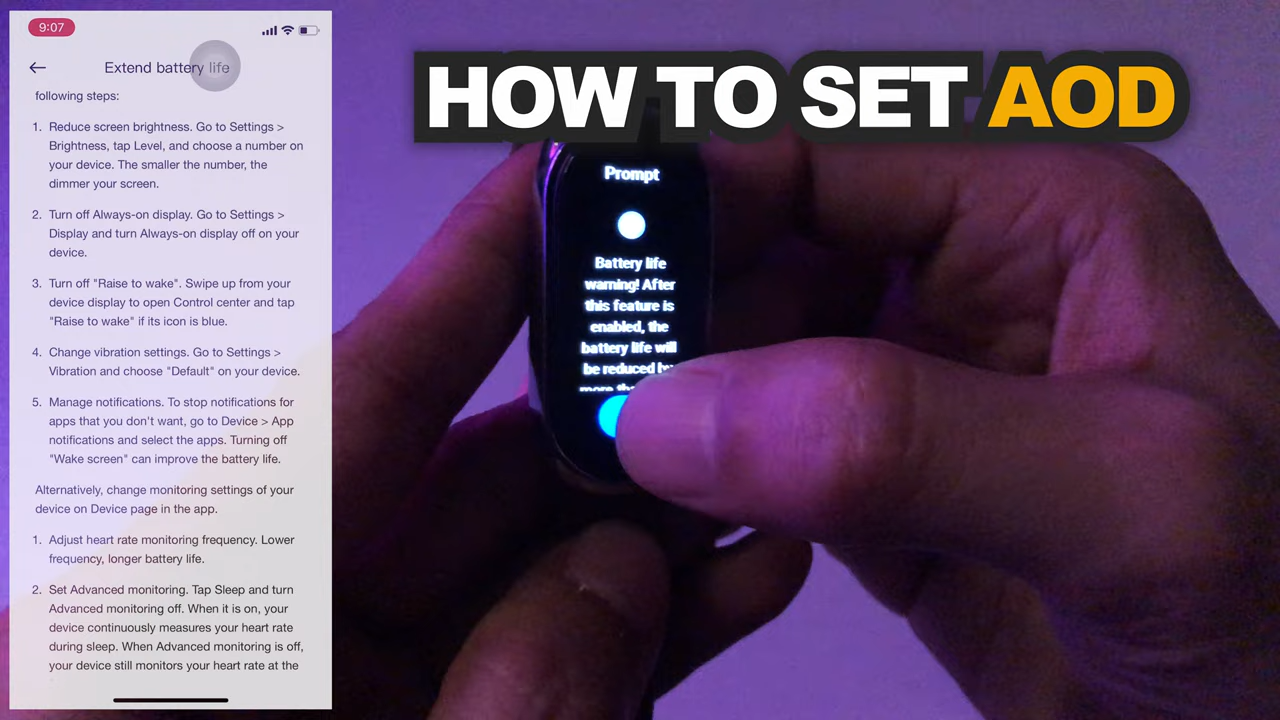 9:07
Extend battery life
following steps:
1. Reduce screen brightness. Go to Settings >
Brightness, tap Level, and choose a number on
your device. The smaller the number, the
dimmer your screen.
2. Turn off Always-on display. Go to Settings >
Display and turn Always-on display off on your
device.
3. Turn off "Raise to wake". Swipe up from your
device display to open Control center and tap
"Raise to wake" if its icon is blue.
4. Change vibration settings. Go to Settings >
Vibration and choose "Default" on your device.
5. Manage notifications. To stop notifications for
apps that you don't want, go to Device > App
notifications and select the apps. Turning off
"Wake screen" can improve the battery life.
Alternatively, change monitoring settings of your
device on Device page in the app.
1. Adjust heart rate monitoring frequency. Lower
frequency, longer battery life.
2. Set Advanced monitoring. Tap Sleep and turn
Advanced monitoring off. When it is on, your
device continuously measures your heart rate
during sleep. When Advanced monitoring is off,
your device still monitors your heart rate at the
HOW TO SET AOD
Prompt
Battery life
warning! After
this feature is
enabled, the
battery life will
be reduced
more